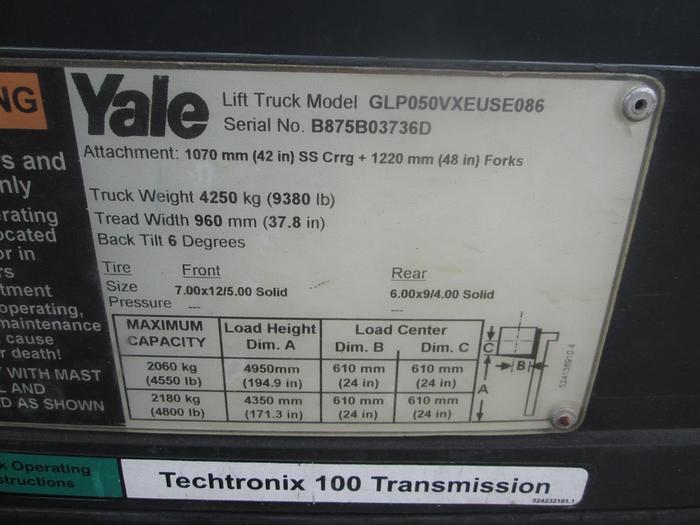 NG
s and
nly
erating
ocated
or in
rs
tment
operating,
maintenance
cause
r death!
Y WITH MAST
L AND
D AS SHOWN
Yale
Lift Truck Model GLP050VXEUSE086
Serial No. B875B03736D
Attachment: 1070 mm (42 in) SS Crrg + 1220 mm (48 in) Forks
Truck Weight 4250 kg (9380 lb)
Tread Width 960 mm (37.8 in)
Back Tilt 6 Degrees
Tire Front Rear
Size 7.00x12/5.00 Solid 6.00x9/4.00 Solid
Pressure --- ---
MAXIMUM CAPACITY Load Height Dim. A Load Center Dim. B Dim. C
2060 kg (4550 lb) 4950mm (194.9 in) 610 mm (24 in) 610 mm (24 in)
2180 kg (4800 lb) 4350 mm (171.3 in) 610 mm (24 in) 610 mm (24 in)
C
B
A
524138910 4
k Operating
structions
Techtronix 100 Transmission
524232181.1